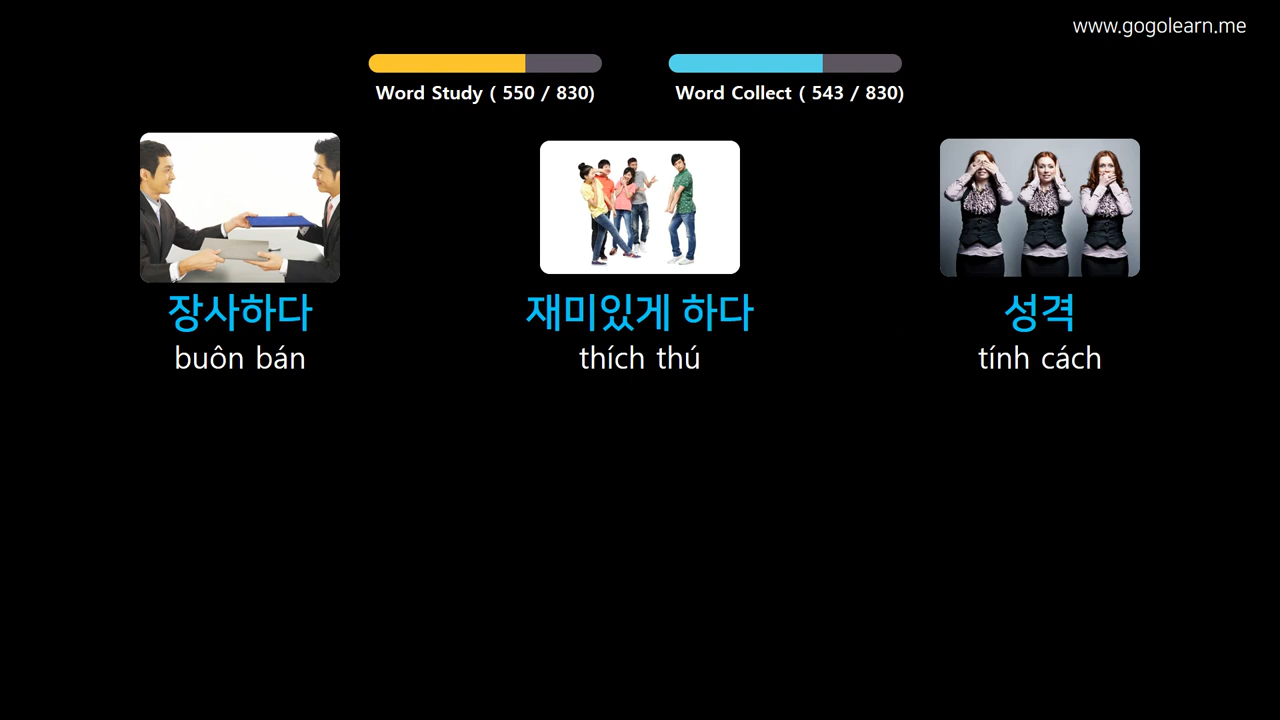 www.gogolearn.me
Word Study ( 550 / 830)
Word Collect ( 543 / 830)
장사하다
buôn bán
재미있게 하다
thích thú
성격
tính cách